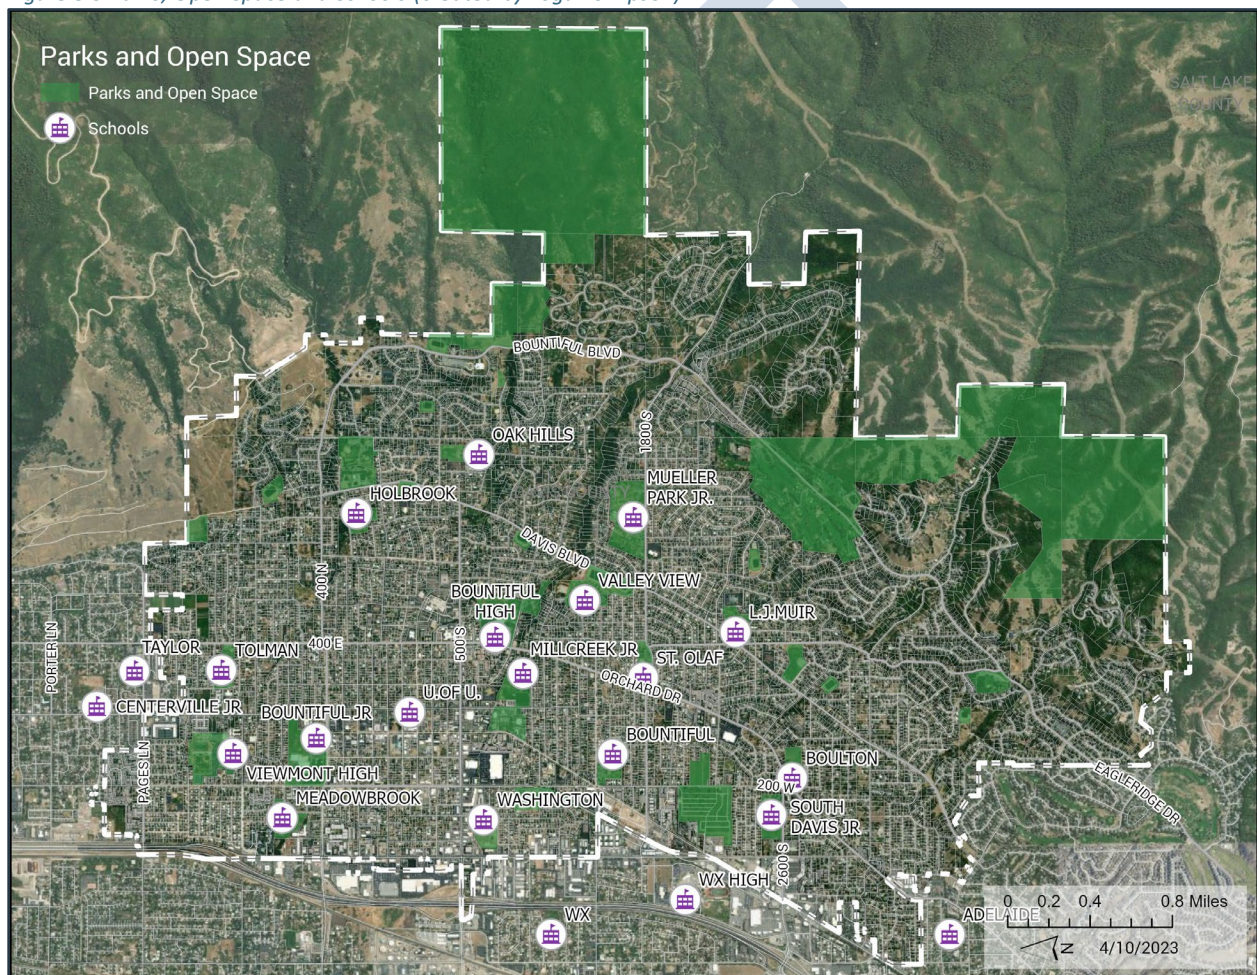 Parks and Open Space
Parks and Open Space
Schools
SALT LAKE
COUNTY
BOUNTIFUL BLVD
1800 S
OAK HILLS
MUELLER
PARK JR.
HOLBROOK
DAVIS BLVD
400 N
VALLEY VIEW
BOUNTIFUL
HIGH
L.J.MUIR
500 S
400 E
PORTER LN
TAYLOR
TOLMAN
MILLCREEK JR
ST. OLAF
ORCHARD DR
CENTERVILLE JR
U.OF U.
BOUNTIFUL JR
BOUNTIFUL
PAGES LN
VIEWMONT HIGH
BOULTON
200 W
EAGLERIDGE DR
MEADOWBROOK
WASHINGTON
SOUTH
DAVIS JR
2600 S
WX HIGH
WX
ADELAIDE
0 0.2 0.4 0.8 Miles
N 4/10/2023